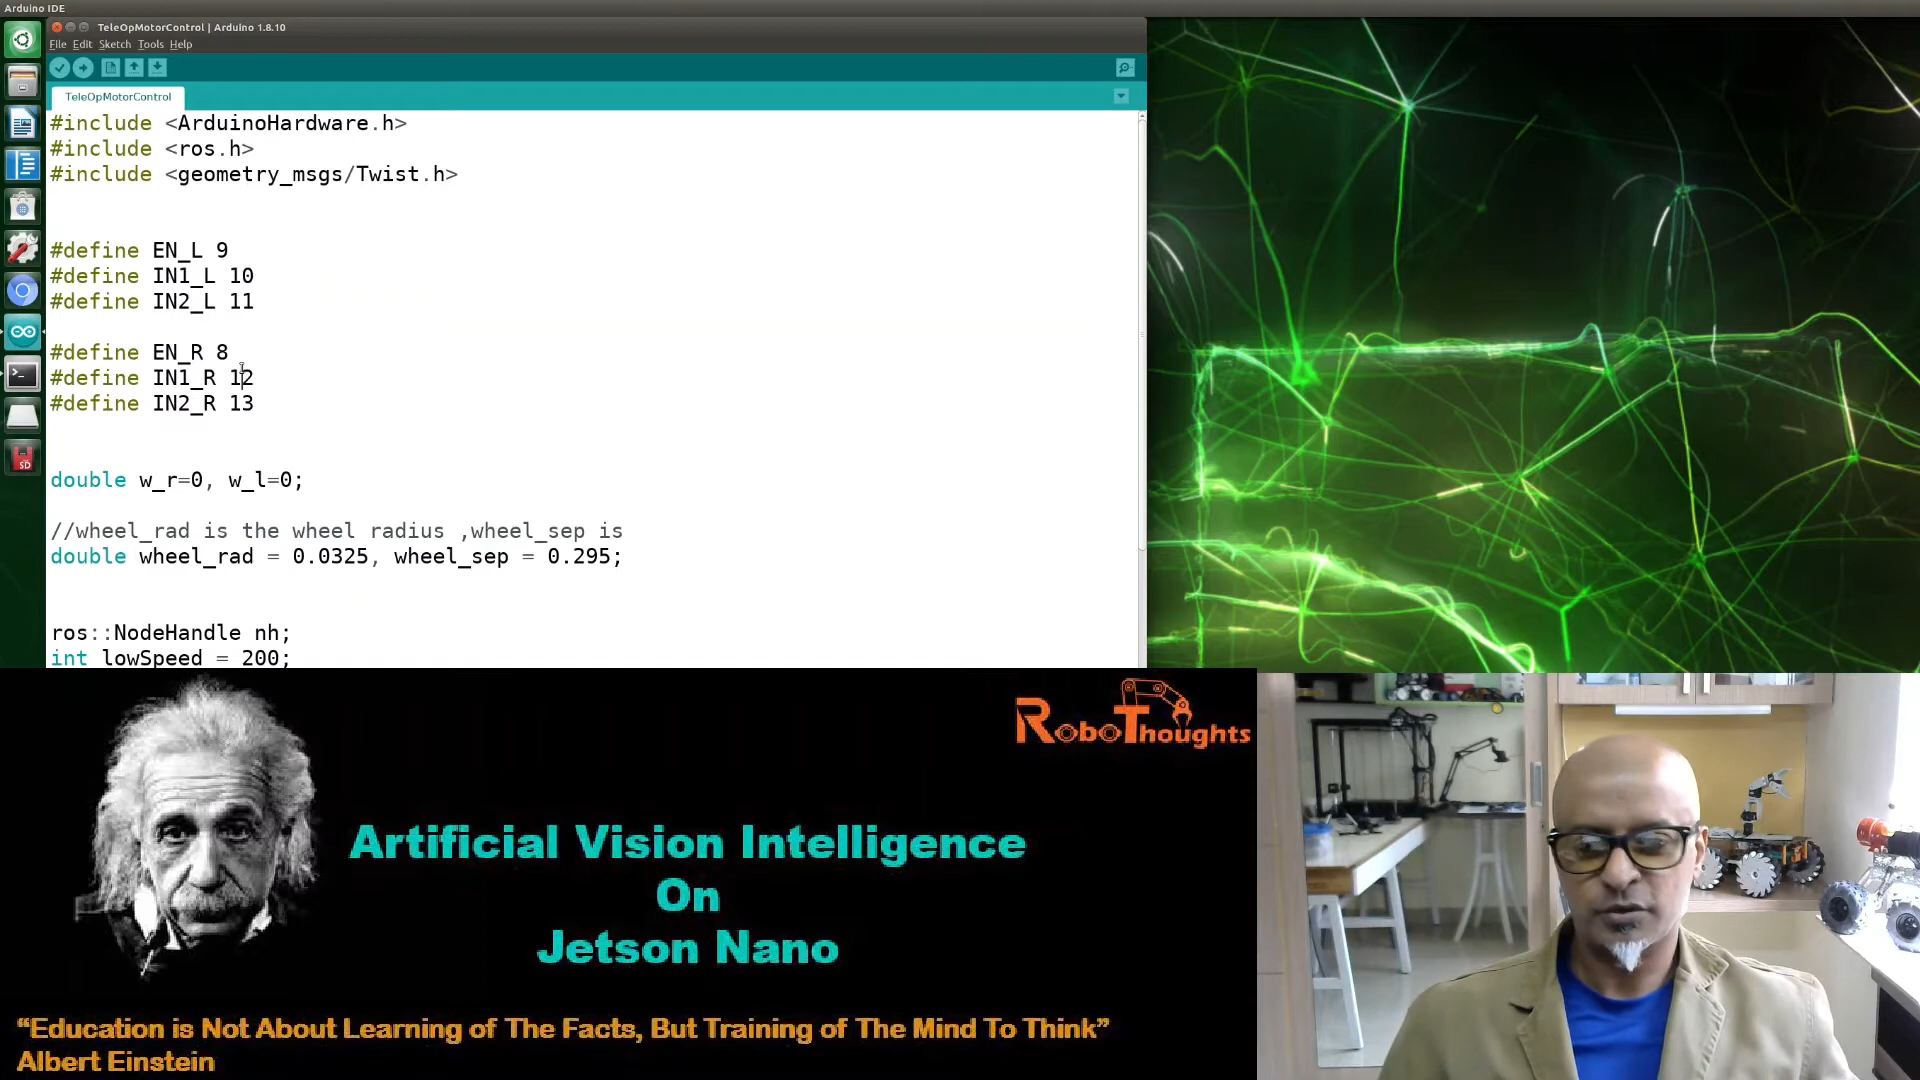 Arduino IDE
TeleOpMotorControl | Arduino 1.8.10
File Edit Sketch Tools Help
TeleOpMotorControl
#include <ArduinoHardware.h>
#include <ros.h>
#include <geometry_msgs/Twist.h>
#define EN_L 9
#define IN1_L 10
#define IN2_L 11
#define EN_R 8
#define IN1_R 12
#define IN2_R 13
double w_r=0, w_l=0;
//wheel_rad is the wheel radius ,wheel_sep is
double wheel_rad = 0.0325, wheel_sep = 0.295;
ros::NodeHandle nh;
int lowSpeed = 200;
SD
RoboThoughts
Artificial Vision Intelligence
On
Jetson Nano
“Education is Not About Learning of The Facts, But Training of The Mind To Think”
Albert Einstein